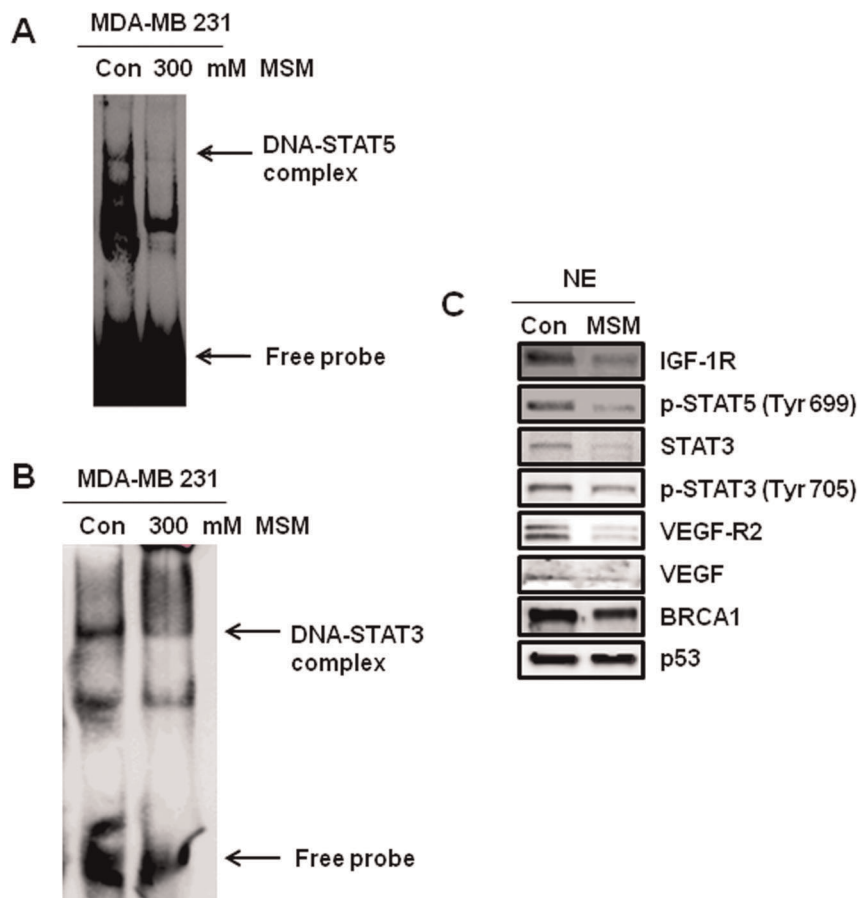 A
MDA-MB 231
Con 300 mM MSM
DNA-STAT5
complex
Free probe
B
MDA-MB 231
Con 300 mM MSM
DNA-STAT3
complex
Free probe
C
NE
Con MSM
IGF-1R
p-STAT5 (Tyr 699)
STAT3
p-STAT3 (Tyr 705)
VEGF-R2
VEGF
BRCA1
p53